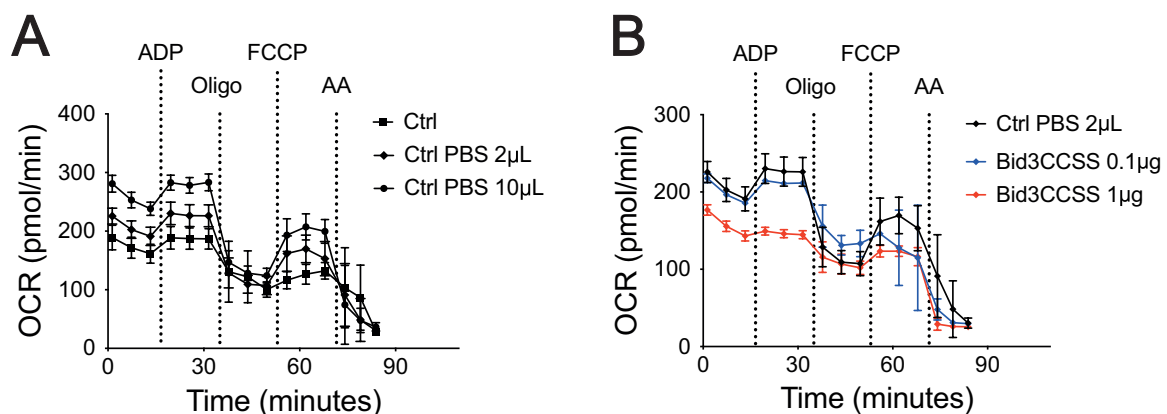 A
ADP
FCCP
Oligo
AA
400
300
200
100
0
OCR (pmol/min)
0
30
60
90
Time (minutes)
Ctrl
Ctrl PBS 2µL
Ctrl PBS 10µL
B
ADP
FCCP
Oligo
AA
300
200
100
0
OCR (pmol/min)
0
30
60
90
Time (minutes)
Ctrl PBS 2µL
Bid3CCSS 0.1µg
Bid3CCSS 1µg